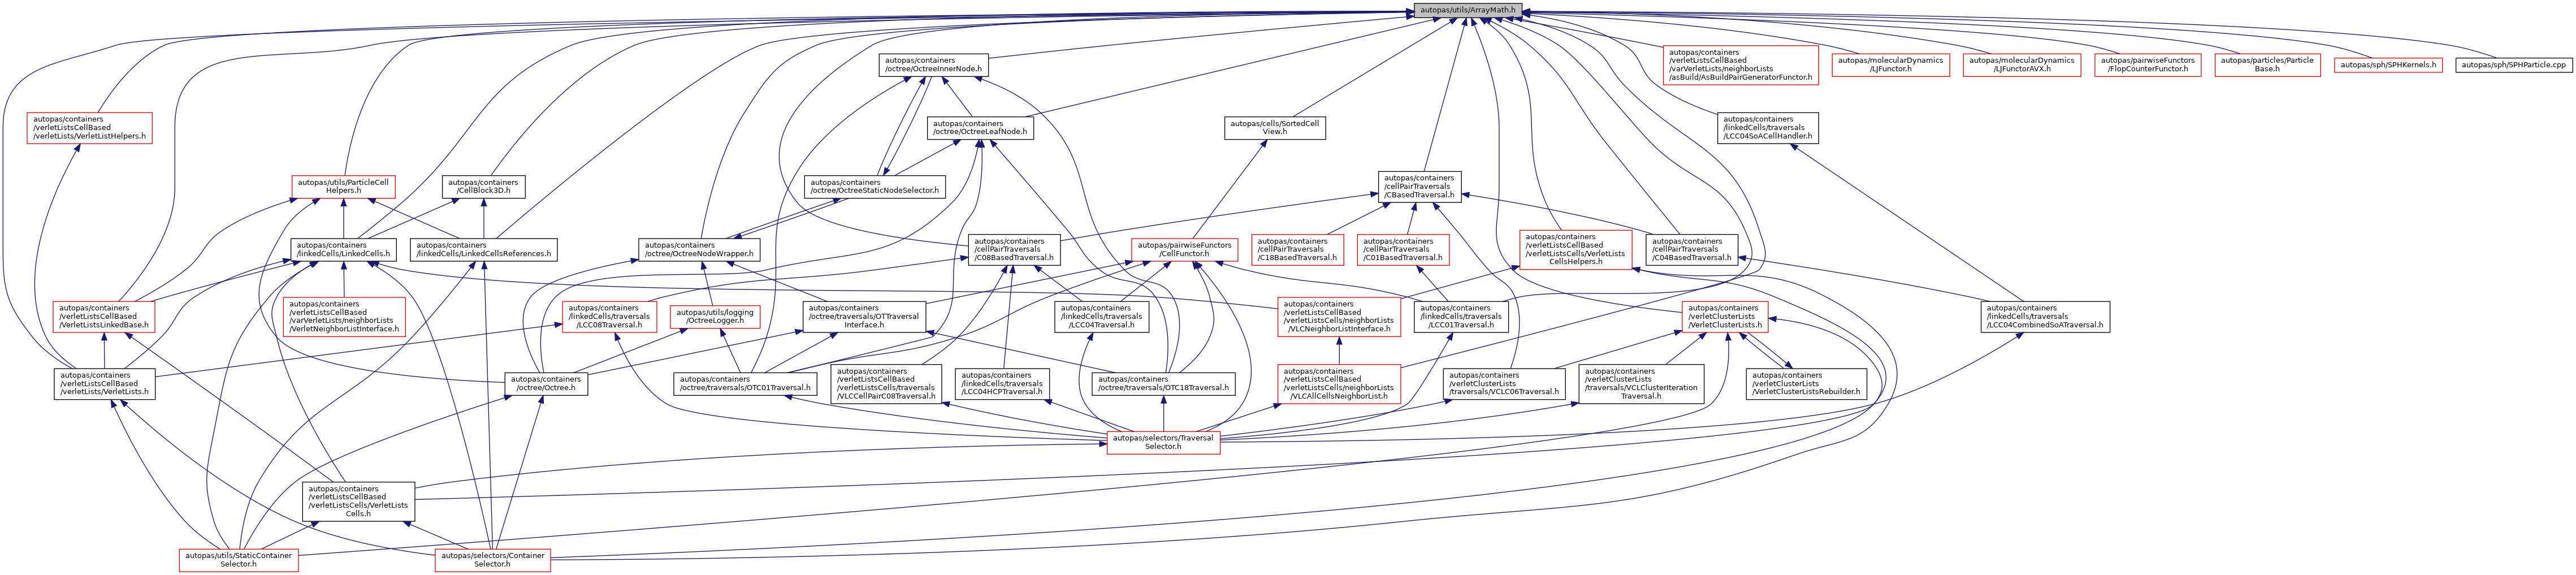 autopas/utils/ArrayMath.h
autopas/containers
/octree/OctreeInnerNode.h
autopas/containers
/verletListsCellBased
/varVerletLists/neighborLists
/asBuild/AsBuildPairGeneratorFunctor.h
autopas/molecularDynamics
/LJFunctor.h
autopas/molecularDynamics
/LJFunctorAVX.h
autopas/pairwiseFunctors
/FlopCounterFunctor.h
autopas/particles/Particle
Base.h
autopas/sph/SPHKernels.h
autopas/sph/SPHParticle.cpp
autopas/containers
/verletListsCellBased
/verletLists/VerletListHelpers.h
autopas/containers
/octree/OctreeLeafNode.h
autopas/cells/SortedCell
View.h
autopas/containers
/linkedCells/traversals
/LCC04SoACellHandler.h
autopas/utils/ParticleCell
Helpers.h
autopas/containers
/CellBlock3D.h
autopas/containers
/octree/OctreeStaticNodeSelector.h
autopas/containers
/cellPairTraversals
/CBasedTraversal.h
autopas/containers
/linkedCells/LinkedCells.h
autopas/containers
/linkedCells/LinkedCellsReferences.h
autopas/containers
/octree/OctreeNodeWrapper.h
autopas/containers
/cellPairTraversals
/C08BasedTraversal.h
autopas/pairwiseFunctors
/CellFunctor.h
autopas/containers
/cellPairTraversals
/C18BasedTraversal.h
autopas/containers
/cellPairTraversals
/C01BasedTraversal.h
autopas/containers
/verletListsCellBased
/verletListsCells/VerletLists
CellsHelpers.h
autopas/containers
/cellPairTraversals
/C04BasedTraversal.h
autopas/containers
/verletListsCellBased
/VerletListsLinkedBase.h
autopas/containers
/verletListsCellBased
/varVerletLists/neighborLists
/VerletNeighborListInterface.h
autopas/containers
/linkedCells/traversals
/LCC08Traversal.h
autopas/utils/logging
/OctreeLogger.h
autopas/containers
/octree/traversals/OTTraversal
Interface.h
autopas/containers
/linkedCells/traversals
/LCC04Traversal.h
autopas/containers
/verletListsCellBased
/verletListsCells/neighborLists
/VLCNeighborListInterface.h
autopas/containers
/linkedCells/traversals
/LCC01Traversal.h
autopas/containers
/verletClusterLists
/VerletClusterLists.h
autopas/containers
/linkedCells/traversals
/LCC04CombinedSoATraversal.h
autopas/containers
/verletListsCellBased
/verletLists/VerletLists.h
autopas/containers
/octree/Octree.h
autopas/containers
/octree/traversals/OTC01Traversal.h
autopas/containers
/verletListsCellBased
/verletListsCells/traversals
/VLCCellPairC08Traversal.h
autopas/containers
/linkedCells/traversals
/LCC04HCPTraversal.h
autopas/containers
/octree/traversals/OTC18Traversal.h
autopas/containers
/verletListsCellBased
/verletListsCells/neighborLists
/VLCAllCellsNeighborList.h
autopas/containers
/verletClusterLists
/traversals/VCLC06Traversal.h
autopas/containers
/verletClusterLists
/traversals/VCLClusterIteration
Traversal.h
autopas/containers
/verletClusterLists
/VerletClusterListsRebuilder.h
autopas/selectors/Traversal
Selector.h
autopas/containers
/verletListsCellBased
/verletListsCells/VerletLists
Cells.h
autopas/utils/StaticContainer
Selector.h
autopas/selectors/Container
Selector.h